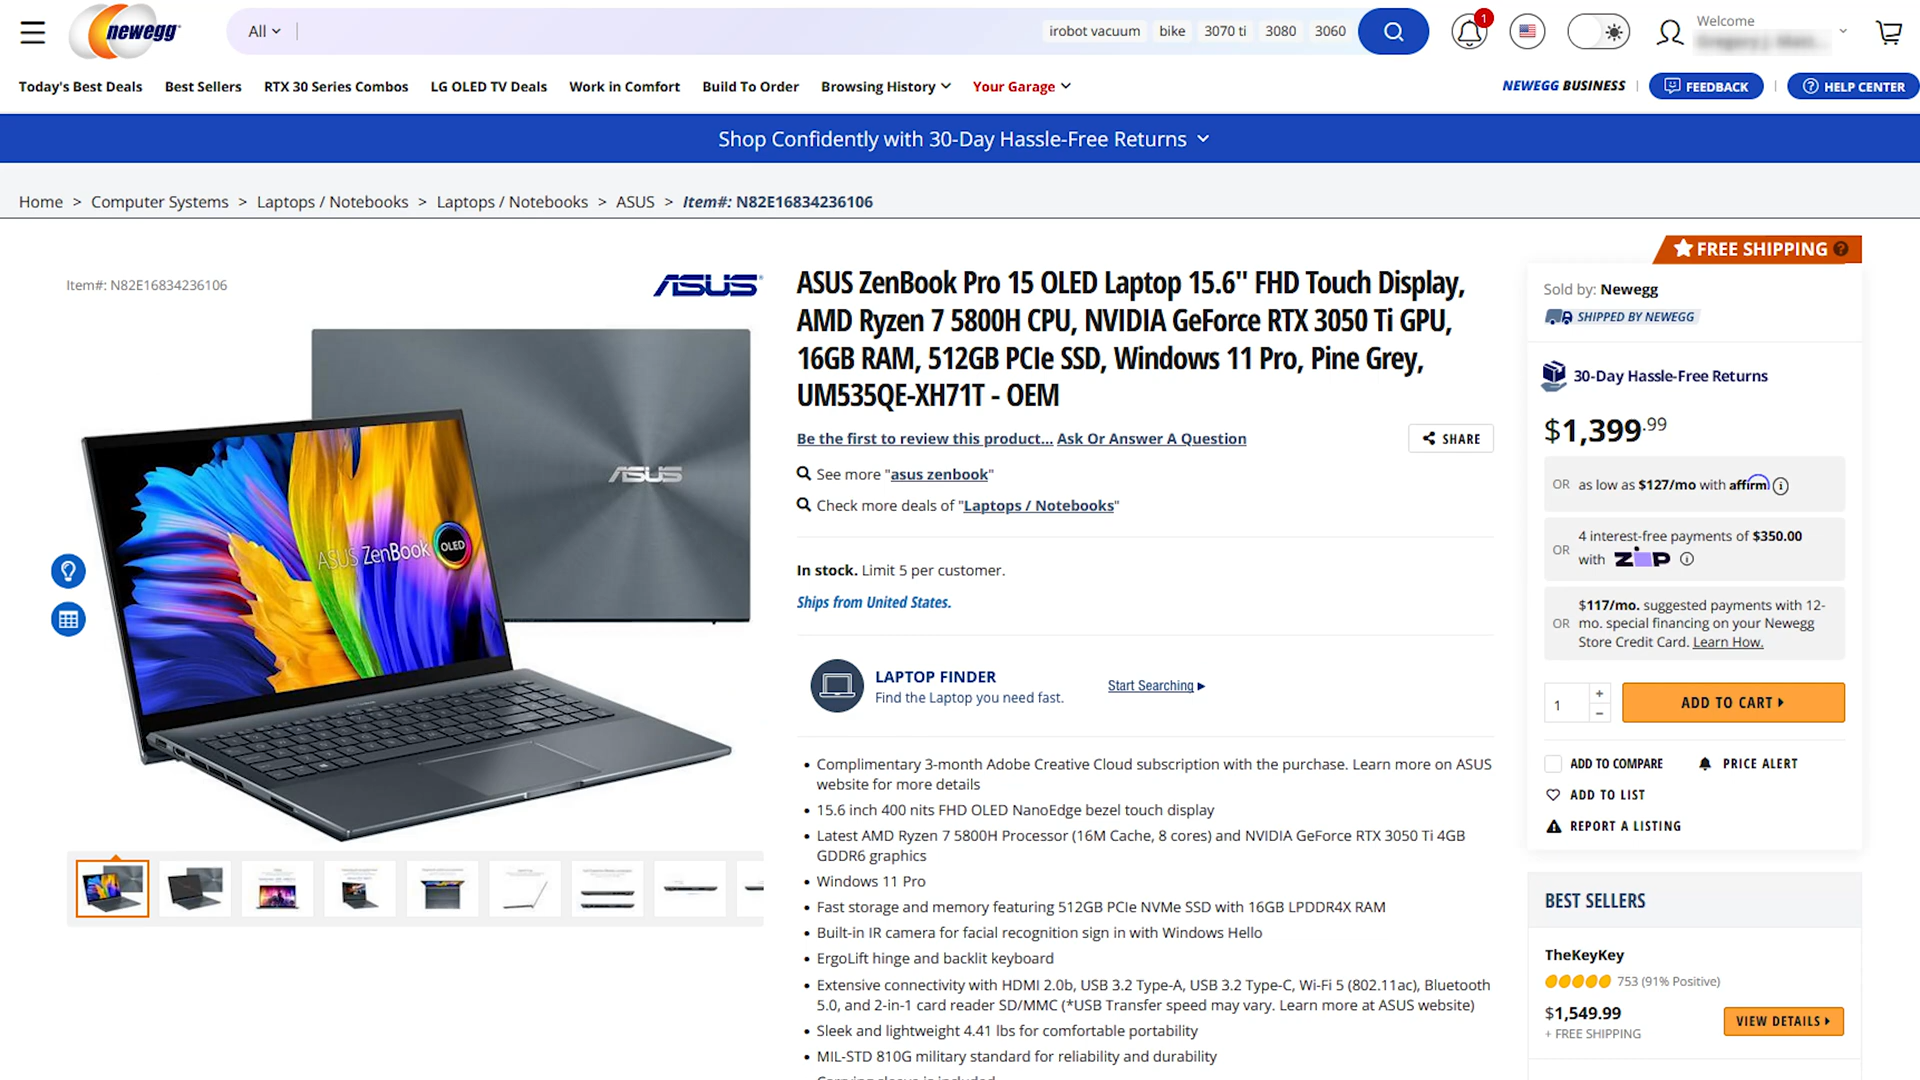 newegg
All
irobot vacuum
bike
3070 ti
3080
3060
1
Welcome
Today's Best Deals
Best Sellers
RTX 30 Series Combos
LG OLED TV Deals
Work in Comfort
Build To Order
Browsing History
Your Garage
NEWEGG BUSINESS
FEEDBACK
HELP CENTER
Shop Confidently with 30-Day Hassle-Free Returns
Home > Computer Systems > Laptops / Notebooks > Laptops / Notebooks > ASUS > Item#: N82E16834236106
Item#: N82E16834236106
ASUS
ASUS
ASUS ZenBook
OLED
ASUS ZenBook Pro 15 OLED Laptop 15.6" FHD Touch Display,
AMD Ryzen 7 5800H CPU, NVIDIA GeForce RTX 3050 Ti GPU,
16GB RAM, 512GB PCIe SSD, Windows 11 Pro, Pine Grey,
UM535QE-XH71T - OEM
Be the first to review this product... Ask Or Answer A Question
SHARE
See more "asus zenbook"
Check more deals of "Laptops / Notebooks"
In stock. Limit 5 per customer.
Ships from United States.
LAPTOP FINDER
Find the Laptop you need fast.
Start Searching
• Complimentary 3-month Adobe Creative Cloud subscription with the purchase. Learn more on ASUS
website for more details
• 15.6 inch 400 nits FHD OLED NanoEdge bezel touch display
• Latest AMD Ryzen 7 5800H Processor (16M Cache, 8 cores) and NVIDIA GeForce RTX 3050 Ti 4GB
GDDR6 graphics
• Windows 11 Pro
• Fast storage and memory featuring 512GB PCIe NVMe SSD with 16GB LPDDR4X RAM
• Built-in IR camera for facial recognition sign in with Windows Hello
• ErgoLift hinge and backlit keyboard
• Extensive connectivity with HDMI 2.0b, USB 3.2 Type-A, USB 3.2 Type-C, Wi-Fi 5 (802.11ac), Bluetooth
5.0, and 2-in-1 card reader SD/MMC (*USB Transfer speed may vary. Learn more at ASUS website)
• Sleek and lightweight 4.41 lbs for comfortable portability
• MIL-STD 810G military standard for reliability and durability
FREE SHIPPING ?
Sold by: Newegg
SHIPPED BY NEWEGG
30-Day Hassle-Free Returns
$1,399.99
OR as low as $127/mo with affirm
OR 4 interest-free payments of $350.00
with ZIP
OR $117/mo. suggested payments with 12-
mo. special financing on your Newegg
Store Credit Card. Learn How.
1
+
−
ADD TO CART
ADD TO COMPARE
PRICE ALERT
ADD TO LIST
REPORT A LISTING
BEST SELLERS
TheKeyKey
753 (91% Positive)
$1,549.99
+ FREE SHIPPING
VIEW DETAILS